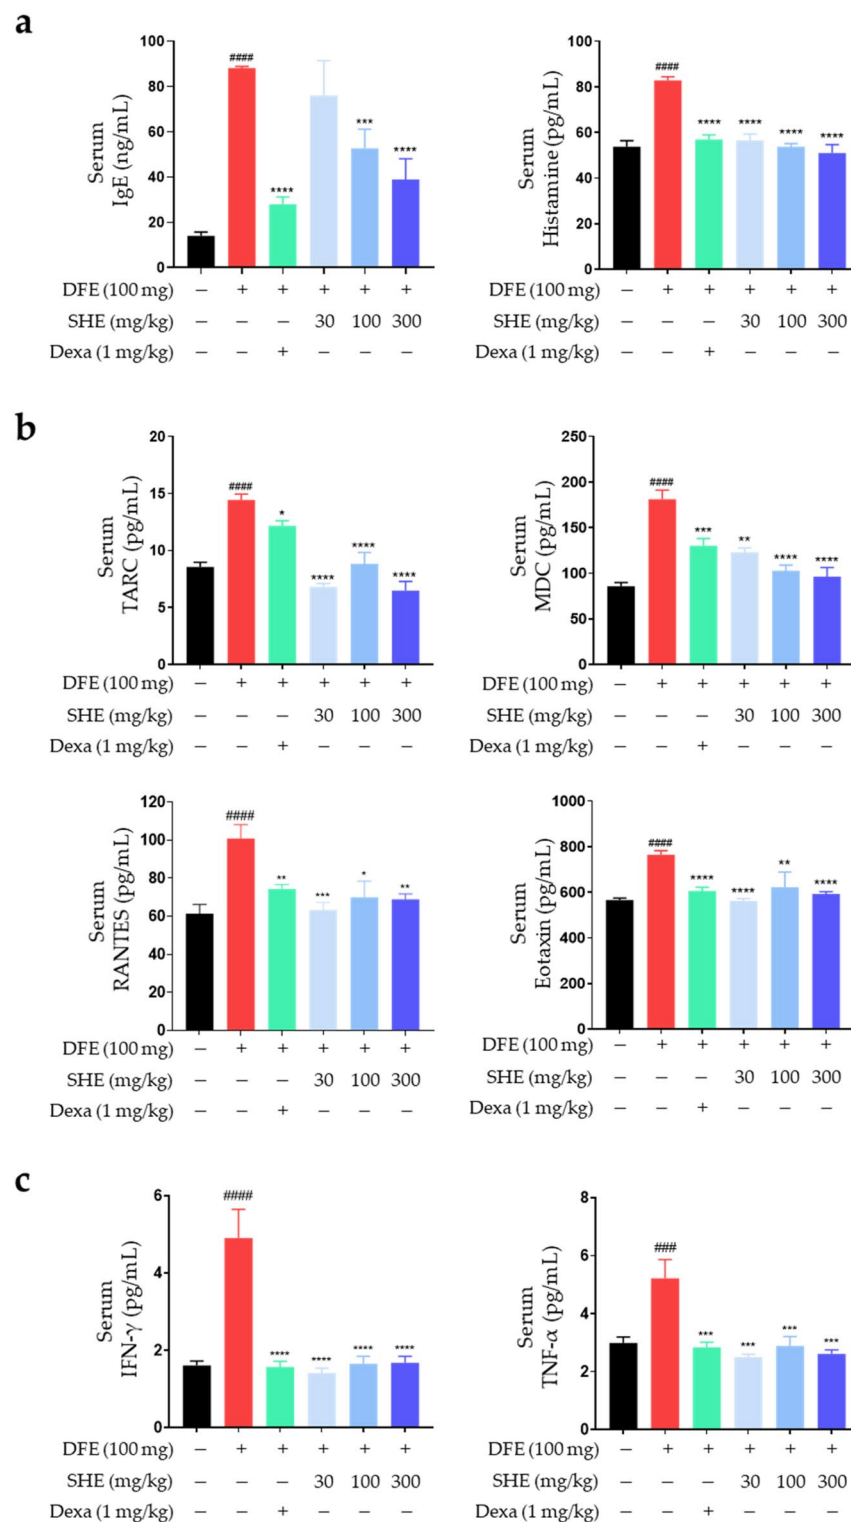 a
Serum
IgE (ng/mL)
100
80
60
40
20
0
####
****
***
****
DFE (100 mg) – + + + + +
SHE (mg/kg) – – – 30 100 300
Dexa (1 mg/kg) – – + – – –
Serum
Histamine (pg/mL)
100
80
60
40
20
0
####
**** **** **** ****
DFE (100 mg) – + + + + +
SHE (mg/kg) – – – 30 100 300
Dexa (1 mg/kg) – – + – – –
b
Serum
TARC (pg/mL)
20
15
10
5
0
####
*
****
****
****
DFE (100 mg) – + + + + +
SHE (mg/kg) – – – 30 100 300
Dexa (1 mg/kg) – – + – – –
Serum
MDC (pg/mL)
250
200
150
100
50
0
####
***
**
****
****
DFE (100 mg) – + + + + +
SHE (mg/kg) – – – 30 100 300
Dexa (1 mg/kg) – – + – – –
Serum
RANTES (pg/mL)
120
100
80
60
40
20
0
####
**
***
*
**
DFE (100 mg) – + + + + +
SHE (mg/kg) – – – 30 100 300
Dexa (1 mg/kg) – – + – – –
Serum
Eotaxin (pg/mL)
1000
800
600
400
200
0
####
****
****
**
****
DFE (100 mg) – + + + + +
SHE (mg/kg) – – – 30 100 300
Dexa (1 mg/kg) – – + – – –
c
Serum
IFN-γ (pg/mL)
6
4
2
0
####
**** **** **** ****
DFE (100 mg) – + + + + +
SHE (mg/kg) – – – 30 100 300
Dexa (1 mg/kg) – – + – – –
Serum
TNF-α (pg/mL)
8
6
4
2
0
###
*** *** *** ***
DFE (100 mg) – + + + + +
SHE (mg/kg) – – – 30 100 300
Dexa (1 mg/kg) – – + – – –